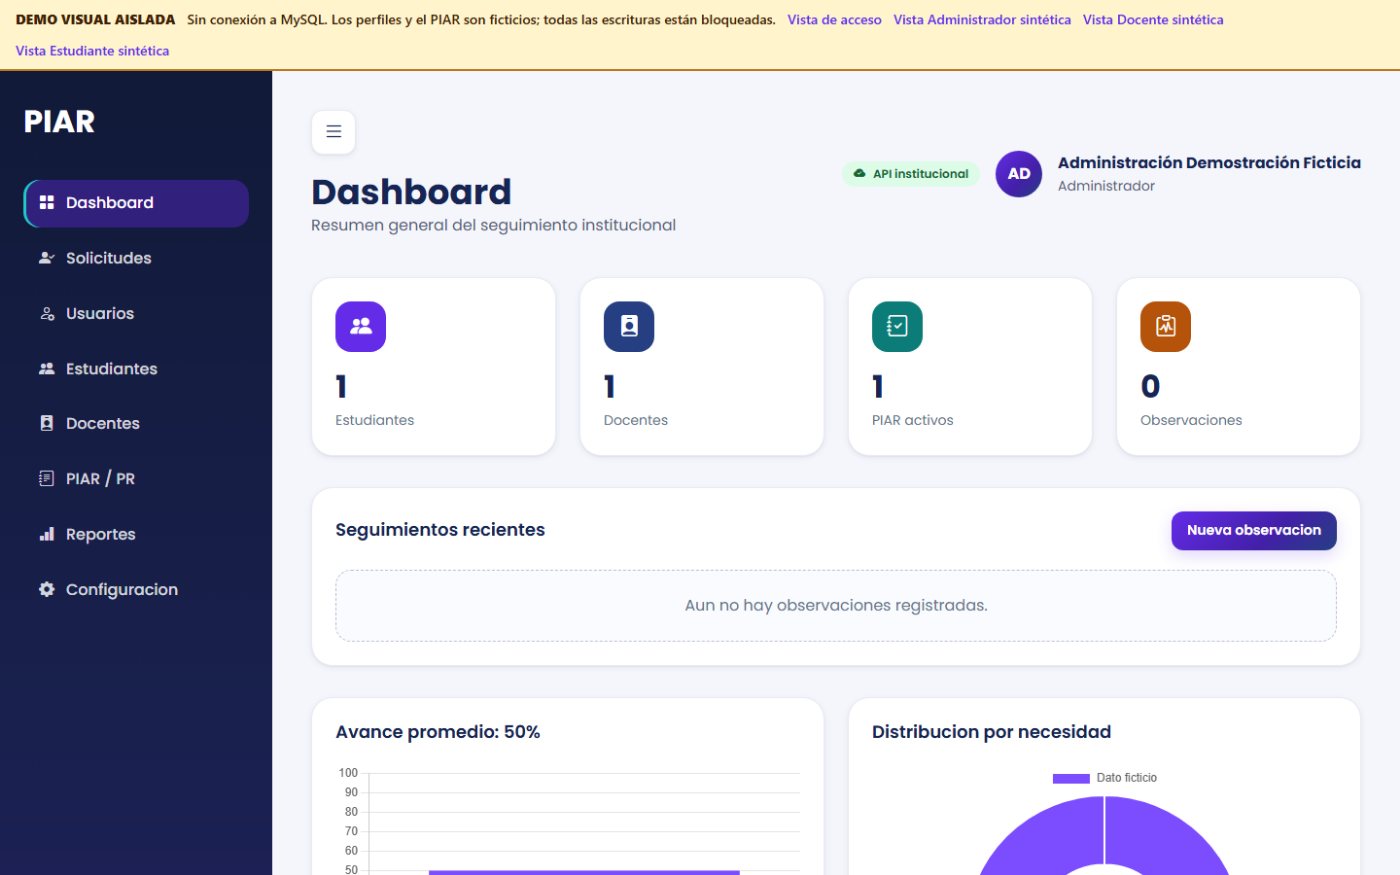 DEMO VISUAL AISLADA Sin conexión a MySQL. Los perfiles y el PIAR son ficticios; todas las escrituras están bloqueadas. Vista de acceso Vista Administrador sintética Vista Docente sintética
Vista Estudiante sintética
PIAR
Dashboard
Solicitudes
Usuarios
Estudiantes
Docentes
PIAR / PR
Reportes
Configuracion
Dashboard
Resumen general del seguimiento institucional
API institucional
AD
Administración Demostración Ficticia
Administrador
1
Estudiantes
1
Docentes
1
PIAR activos
0
Observaciones
Seguimientos recientes
Nueva observacion
Aun no hay observaciones registradas.
Avance promedio: 50%
100
90
80
70
60
50
Distribucion por necesidad
Dato ficticio